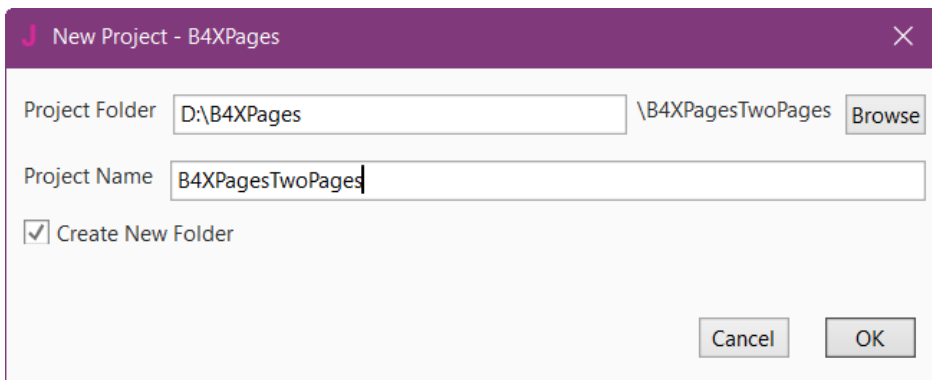 J New Project - B4XPages
Project Folder D:\B4XPages \B4XPagesTwoPages Browse
Project Name B4XPagesTwoPages
Create New Folder
Cancel OK